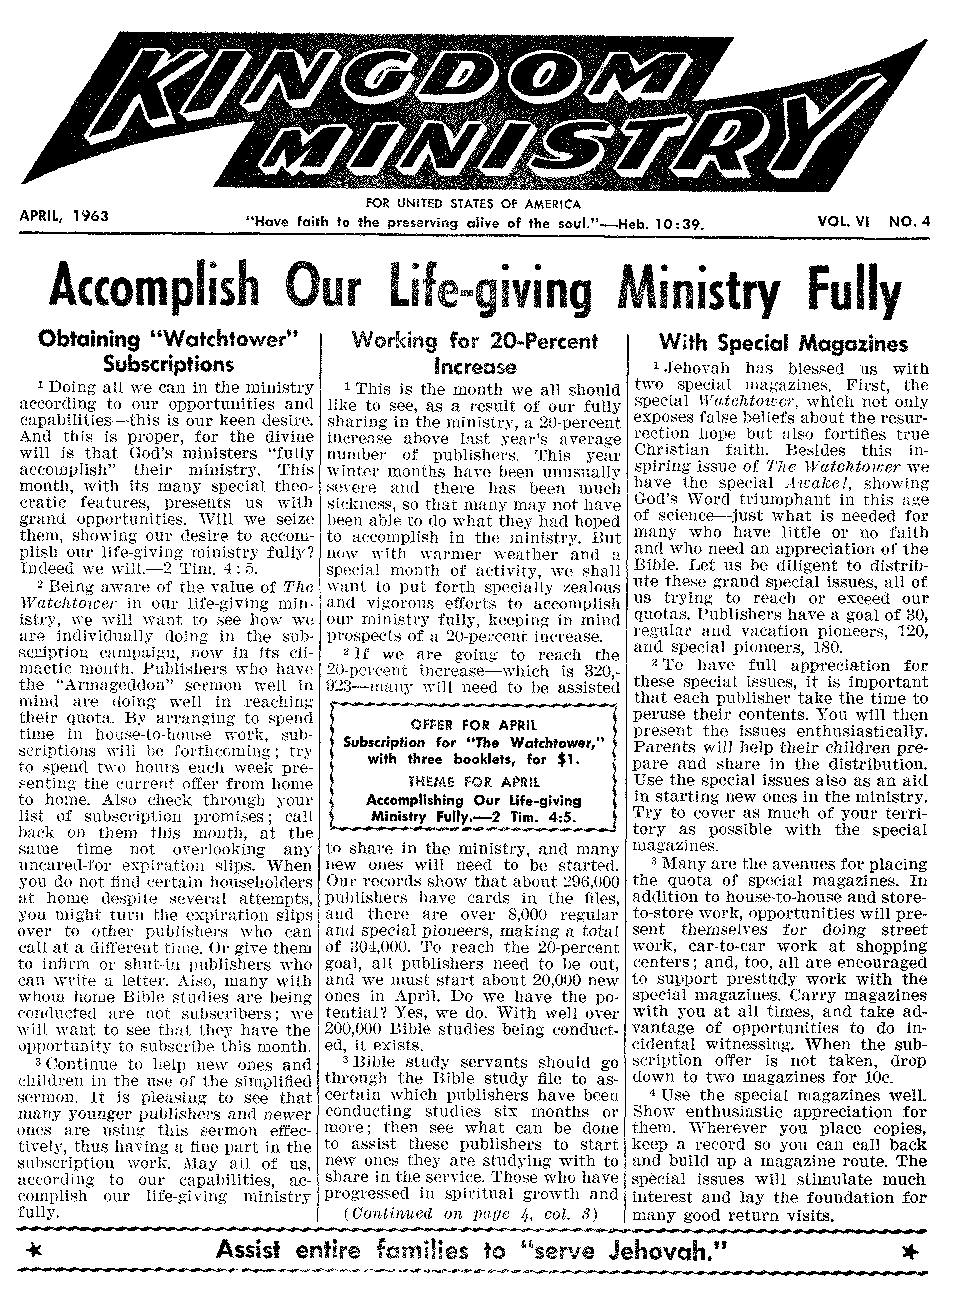 KINGDOM
MINISTRY
FOR UNITED STATES OF AMERICA
APRIL, 1963
"Have faith to the preserving alive of the soul."—Heb. 10:39.
VOL. VI NO. 4
Accomplish Our Life-giving Ministry Fully
Obtaining "Watchtower"
Subscriptions
1 Doing all we can in the ministry
according to our opportunities and
capabilities—this is our keen desire.
And this is proper, for the divine
will is that God's ministers "fully
accomplish" their ministry. This
month, with its many special theo-
cratic features, presents us with
grand opportunities. Will we seize
them, showing our desire to accom-
plish our life-giving ministry fully?
Indeed we will.—2 Tim. 4:5.
2 Being aware of the value of The
Watchtower in our life-giving min-
istry, we will want to see how we
are individually doing in the sub-
scription campaign, now in its cli-
mactic month. Publishers who have
the "Armageddon" sermon well in
mind are doing well in reaching
their quota. By arranging to spend
time in house-to-house work, sub-
scriptions will be forthcoming; try
to spend two hours each week pre-
senting the current offer from home
to home. Also check through your
list of subscription promises; call
back on them this month, at the
same time not overlooking any
uncared-for expiration slips. When
you do not find certain householders
at home despite several attempts,
you might turn the expiration slips
over to other publishers who can
call at a different time. Or give them
to infirm or shut-in publishers who
can write a letter. Also, many with
whom home Bible studies are being
conducted are not subscribers; we
will want to see that they have the
opportunity to subscribe this month.
3 Continue to help new ones and
children in the use of the simplified
sermon. It is pleasing to see that
many younger publishers and newer
ones are using this sermon effec-
tively, thus having a fine part in the
subscription work. May all of us,
according to our capabilities, ac-
complish our life-giving ministry
fully.
Working for 20-Percent
Increase
1 This is the month we all should
like to see, as a result of our fully
sharing in the ministry, a 20-percent
increase above last year's average
number of publishers. This year
winter months have been unusually
severe and there has been much
sickness, so that many may not have
been able to do what they had hoped
to accomplish in the ministry. But
now with warmer weather and a
special month of activity, we shall
want to put forth specially zealous
and vigorous efforts to accomplish
our ministry fully, keeping in mind
prospects of a 20-percent increase.
2 If we are going to reach the
20-percent increase—which is 320,-
923—many will need to be assisted
OFFER FOR APRIL
Subscription for "The Watchtower,"
with three booklets, for $1.
THEME FOR APRIL
Accomplishing Our Life-giving
Ministry Fully.—2 Tim. 4:5.
to share in the ministry, and many
new ones will need to be started.
Our records show that about 296,000
publishers have cards in the files,
and there are over 8,000 regular
and special pioneers, making a total
of 304,000. To reach the 20-percent
goal, all publishers need to be out,
and we must start about 20,000 new
ones in April. Do we have the po-
tential? Yes, we do. With well over
200,000 Bible studies being conduct-
ed, it exists.
3 Bible study servants should go
through the Bible study file to as-
certain which publishers have been
conducting studies six months or
more; then see what can be done
to assist these publishers to start
new ones they are studying with to
share in the service. Those who have
progressed in spiritual growth and
(Continued on page 4, col. 3)
With Special Magazines
1 Jehovah has blessed us with
two special magazines. First, the
special Watchtower, which not only
exposes false beliefs about the resur-
rection hope but also fortifies true
Christian faith. Besides this in-
spiring issue of The Watchtower we
have the special Awake!, showing
God's Word triumphant in this age
of science—just what is needed for
many who have little or no faith
and who need an appreciation of the
Bible. Let us be diligent to distrib-
ute these grand special issues, all of
us trying to reach or exceed our
quotas. Publishers have a goal of 30,
regular and vacation pioneers, 120,
and special pioneers, 180.
2 To have full appreciation for
these special issues, it is important
that each publisher take the time to
peruse their contents. You will then
present the issues enthusiastically.
Parents will help their children pre-
pare and share in the distribution.
Use the special issues also as an aid
in starting new ones in the ministry.
Try to cover as much of your terri-
tory as possible with the special
magazines.
3 Many are the avenues for placing
the quota of special magazines. In
addition to house-to-house and store-
to-store work, opportunities will pre-
sent themselves for doing street
work, car-to-car work at shopping
centers; and, too, all are encouraged
to support prestudy work with the
special magazines. Carry magazines
with you at all times, and take ad-
vantage of opportunities to do in-
cidental witnessing. When the sub-
scription offer is not taken, drop
down to two magazines for 10c.
4 Use the special magazines well.
Show enthusiastic appreciation for
them. Wherever you place copies,
keep a record so you can call back
and build up a magazine route. The
special issues will stimulate much
interest and lay the foundation for
many good return visits.
★ Assist entire families to "serve Jehovah." ★